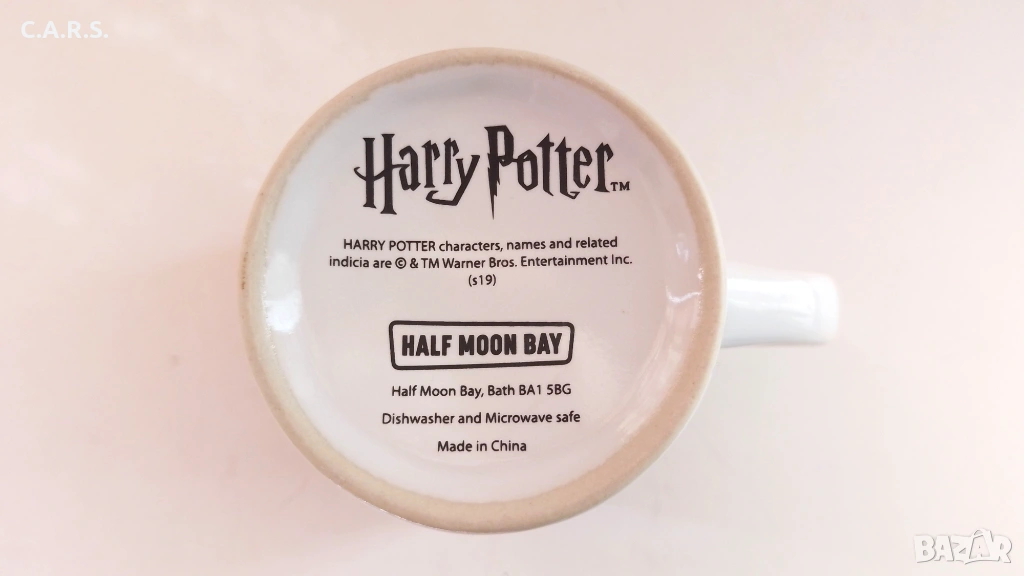 C.A.R.S.
Harry Potter™
HARRY POTTER characters, names and related
indicia are © & TM Warner Bros. Entertainment Inc.
(s19)
HALF MOON BAY
Half Moon Bay, Bath BA1 5BG
Dishwasher and Microwave safe
Made in China
BAZAR